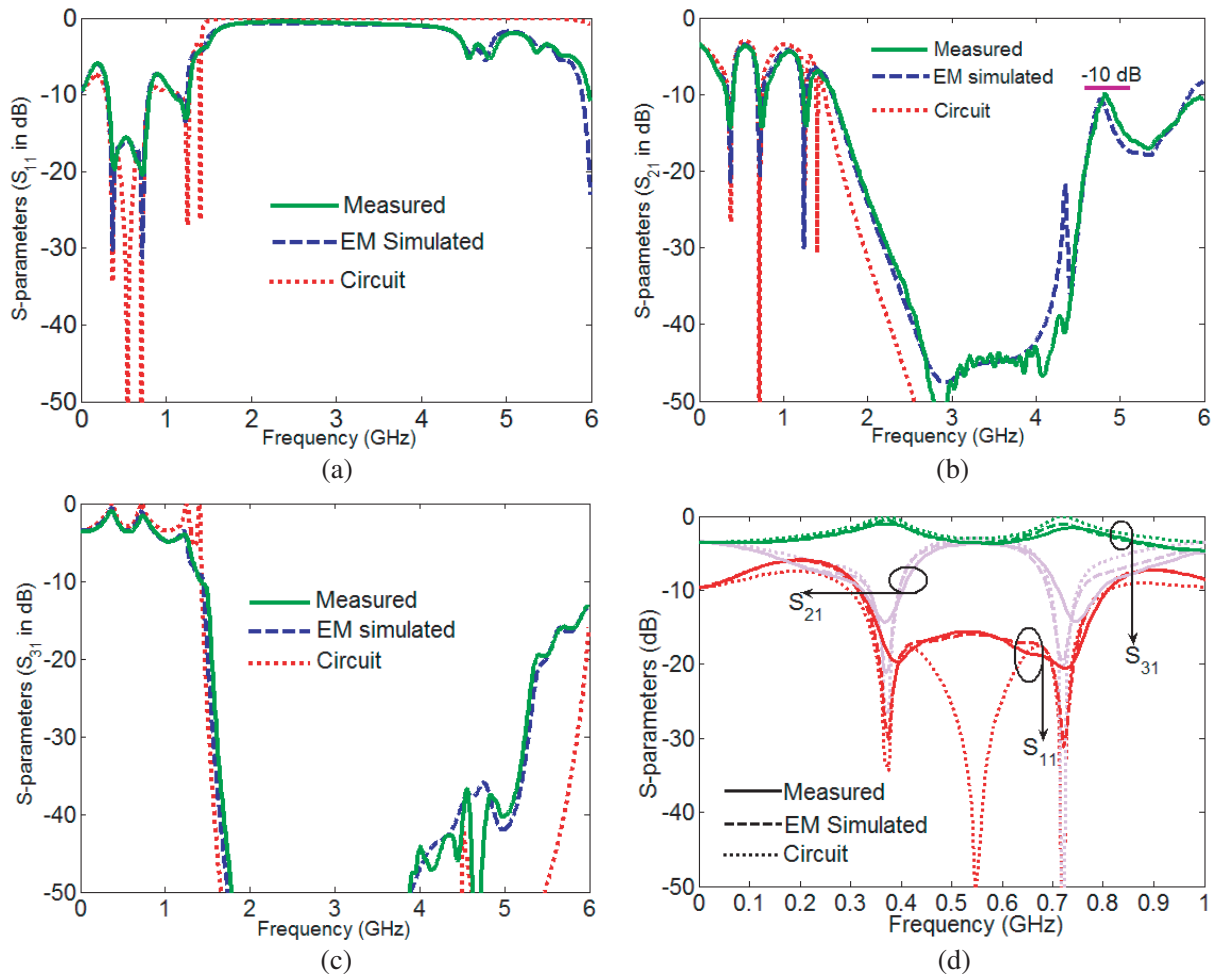 S-parameters (S11 in dB)
0
-10
-20
-30
-40
-50
0 1 2 3 4 5 6
Frequency (GHz)
Measured
EM Simulated
Circuit
(a)
S-paameters (S21 in dB)
0
-10
-20
-30
-40
-50
0 1 2 3 4 5 6
Frequency (GHz)
Measured
EM simulated
Circuit
-10 dB
(b)
S-parameters (S31 in dB)
0
-10
-20
-30
-40
-50
0 1 2 3 4 5 6
Frequency (GHz)
Measured
EM simulated
Circuit
(c)
S-parameters (dB)
0
-10
-20
-30
-40
-50
0 0.1 0.2 0.3 0.4 0.5 0.6 0.7 0.8 0.9 1
Frequency (GHz)
S21
S31
S11
Measured
EM Simulated
Circuit
(d)